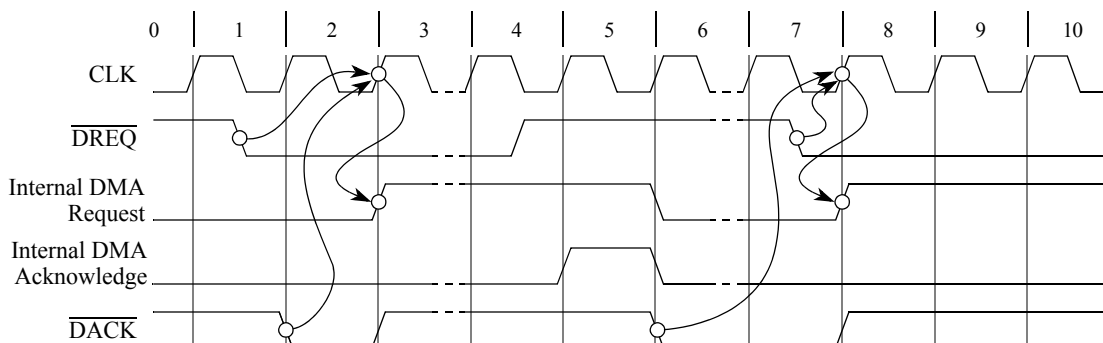 0 1 2 3 4 5 6 7 8 9 10
CLK
DREQ
Internal DMA
Request
Internal DMA
Acknowledge
DACK